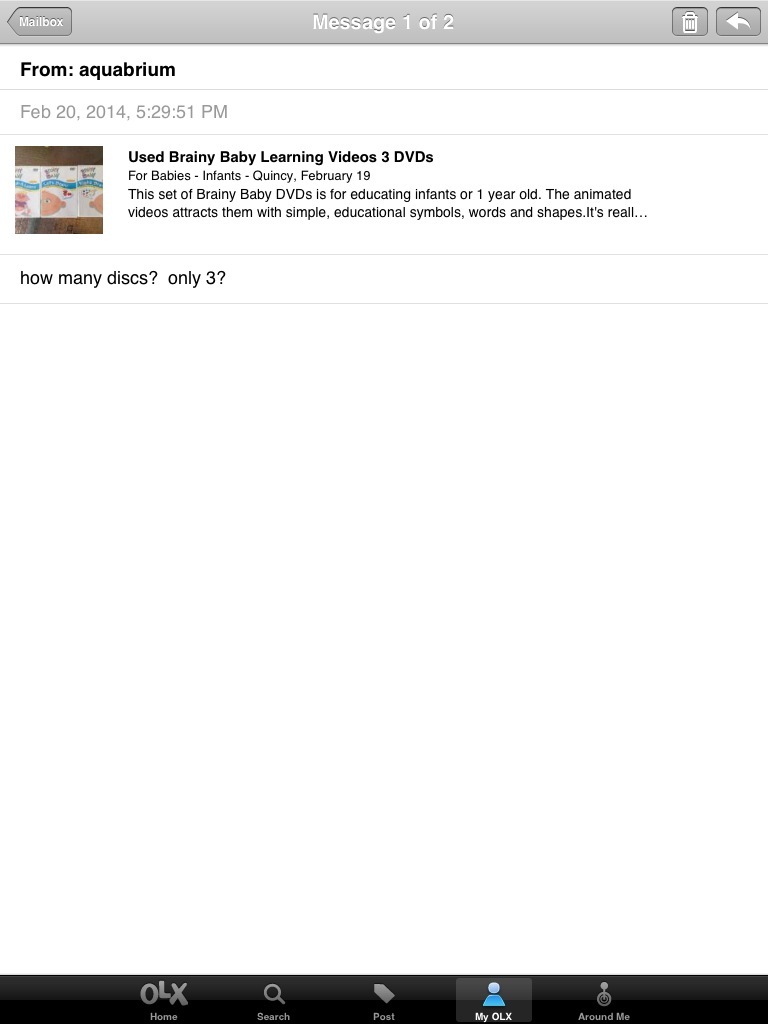 Mailbox
Message 1 of 2
From: aquabrium
Feb 20, 2014, 5:29:51 PM
Used Brainy Baby Learning Videos 3 DVDs
For Babies - Infants - Quincy, February 19
This set of Brainy Baby DVDs is for educating infants or 1 year old. The animated
videos attracts them with simple, educational symbols, words and shapes.It's reall…
how many discs?  only 3?
OLX
Home
Search
Post
My OLX
Around Me